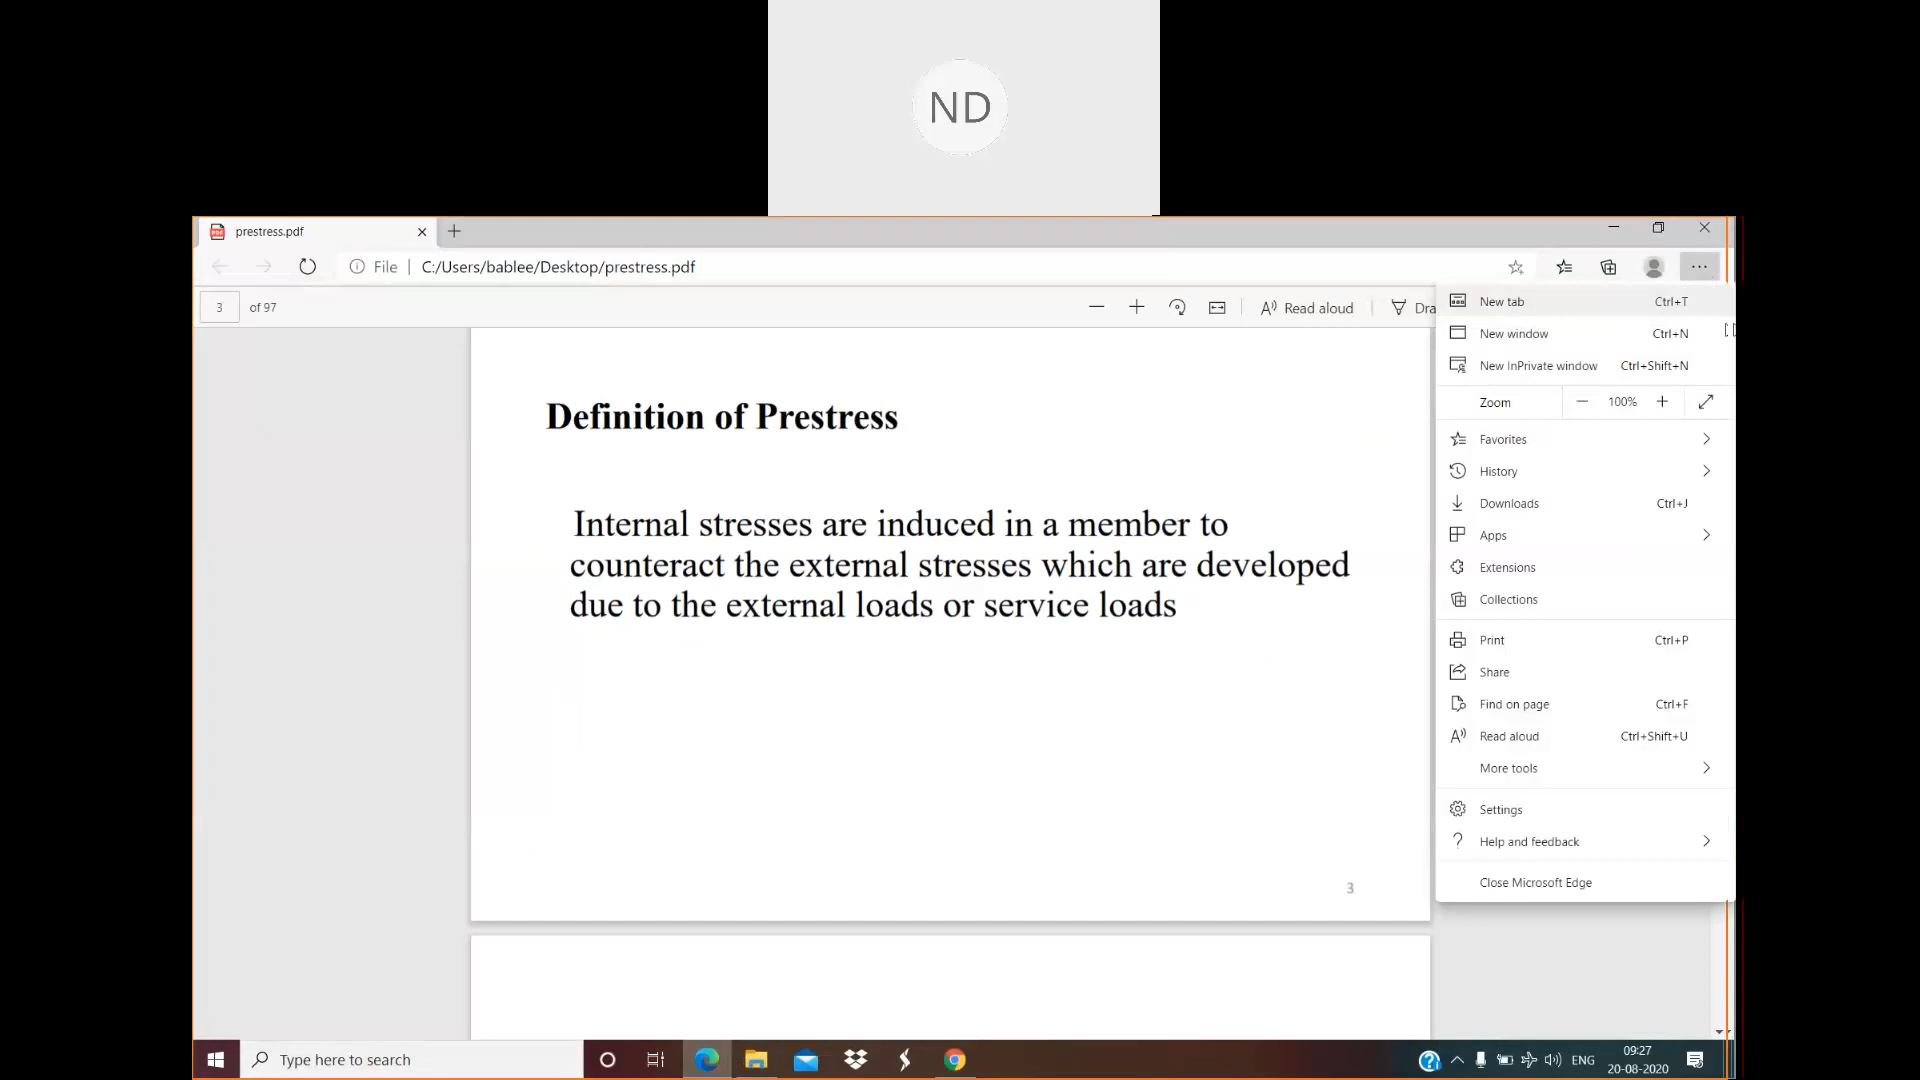 ND
prestress.pdf
File
C:/Users/bablee/Desktop/prestress.pdf
3 of 97
Read aloud
Dra
New tab Ctrl+T
New window Ctrl+N
New InPrivate window Ctrl+Shift+N
Zoom 100%
Favorites
History
Downloads Ctrl+J
Apps
Extensions
Collections
Print Ctrl+P
Share
Find on page Ctrl+F
Read aloud Ctrl+Shift+U
More tools
Settings
Help and feedback
Close Microsoft Edge
Definition of Prestress
Internal stresses are induced in a member to
counteract the external stresses which are developed
due to the external loads or service loads
3
Type here to search
ENG
09:27
20-08-2020